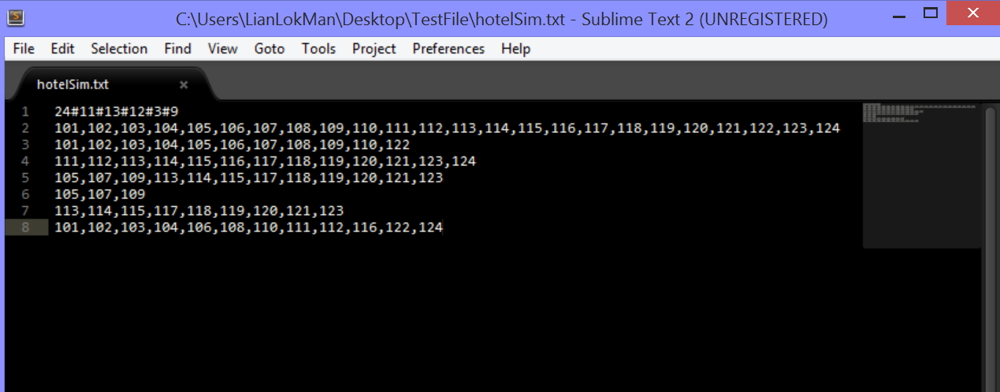 C:\Users\LianLokMan\Desktop\TestFile\hotelSim.txt - Sublime Text 2 (UNREGISTERED)
File Edit Selection Find View Goto Tools Project Preferences Help
hotelSim.txt
1 24#11#13#12#3#9
2 101,102,103,104,105,106,107,108,109,110,111,112,113,114,115,116,117,118,119,120,121,122,123,124
3 101,102,103,104,105,106,107,108,109,110,122
4 111,112,113,114,115,116,117,118,119,120,121,123,124
5 105,107,109,113,114,115,117,118,119,120,121,123
6 105,107,109
7 113,114,115,117,118,119,120,121,123
8 101,102,103,104,106,108,110,111,112,116,122,124